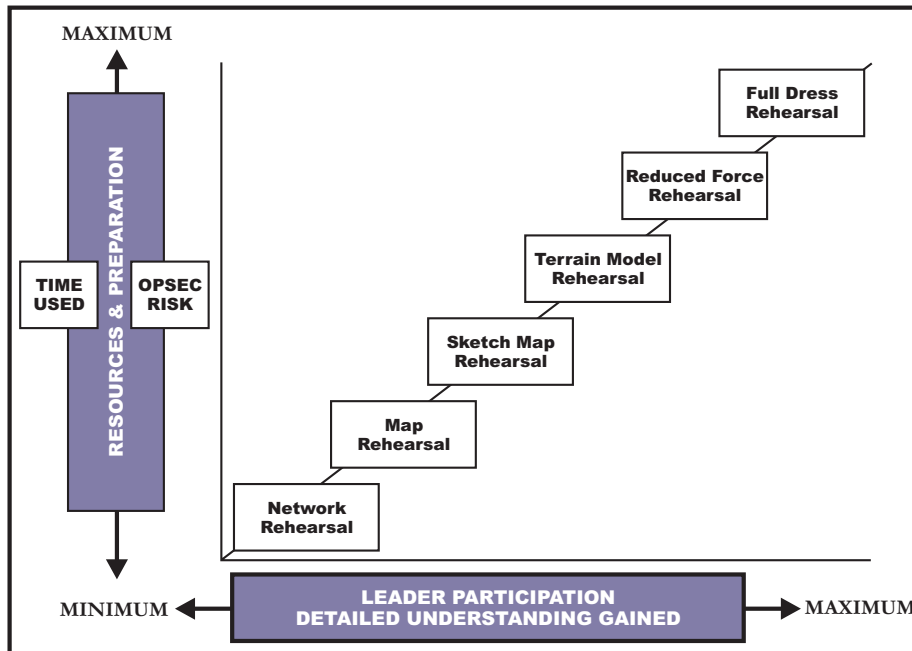 MAXIMUM
RESOURCES & PREPARATION
TIME
USED
OPSEC
RISK
Full Dress
Rehearsal
Reduced Force
Rehearsal
Terrain Model
Rehearsal
Sketch Map
Rehearsal
Map
Rehearsal
Network
Rehearsal
MINIMUM
LEADER PARTICIPATION
DETAILED UNDERSTANDING GAINED
MAXIMUM